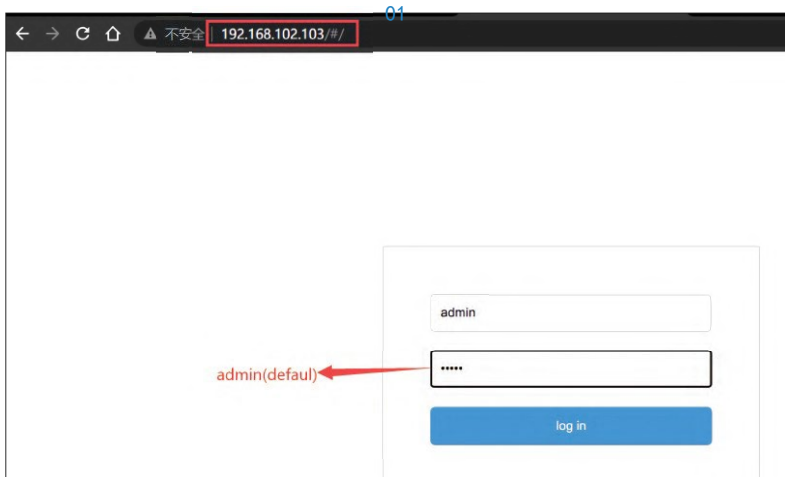 01
不安全 192.168.102.103/#/
admin
admin(defaul)
•••••
log in